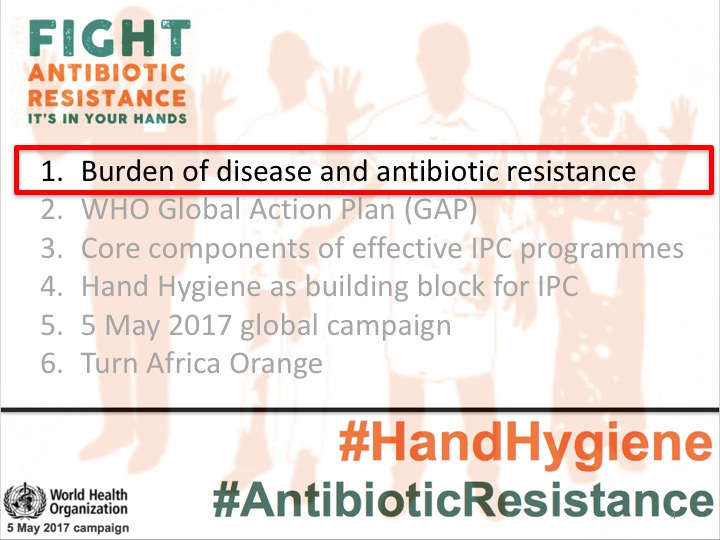 FIGHT
ANTIBIOTIC
RESISTANCE
IT'S IN YOUR HANDS
1. Burden of disease and antibiotic resistance
2. WHO Global Action Plan (GAP)
3. Core components of effective IPC programmes
4. Hand Hygiene as building block for IPC
5. 5 May 2017 global campaign
6. Turn Africa Orange
#HandHygiene
#AntibioticResistance
World Health
Organization
5 May 2017 campaign